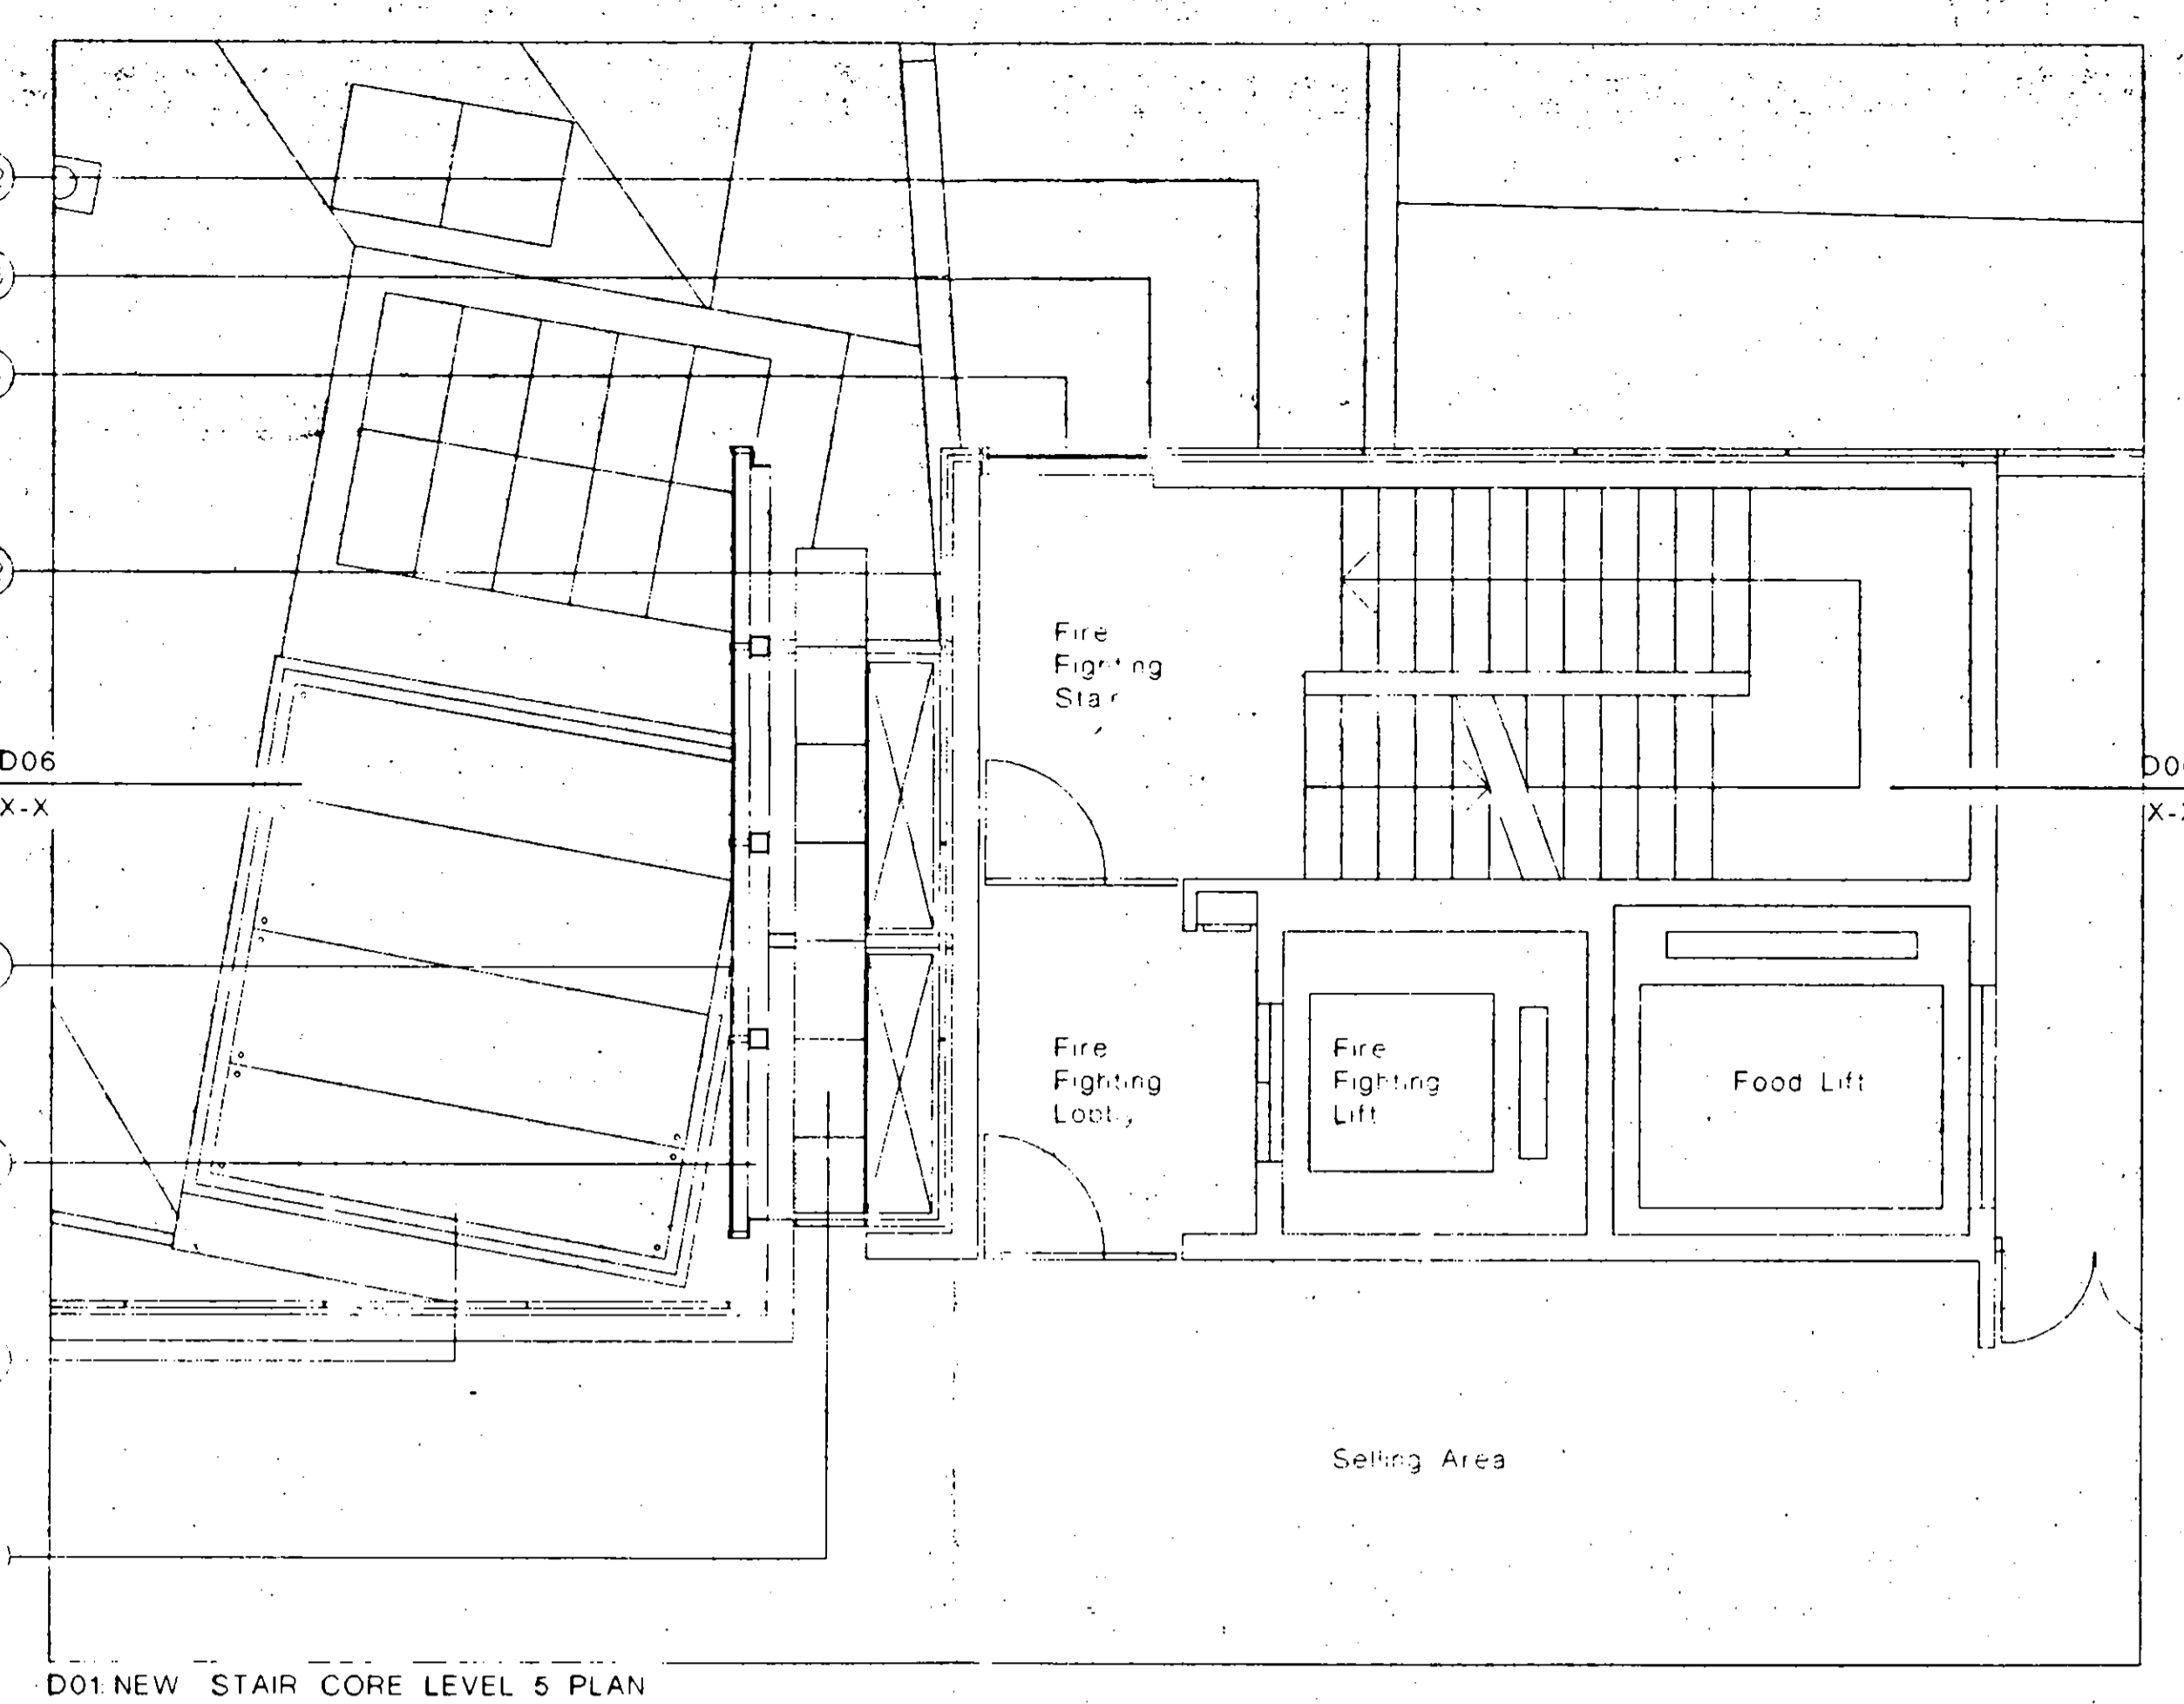 Fire
Fighting
Stair
D06
X-X
Fire
Fighting
Lobby
Fire
Fighting
Lift
Food Lift
Selling Area
D01: NEW STAIR CORE LEVEL 5 PLAN